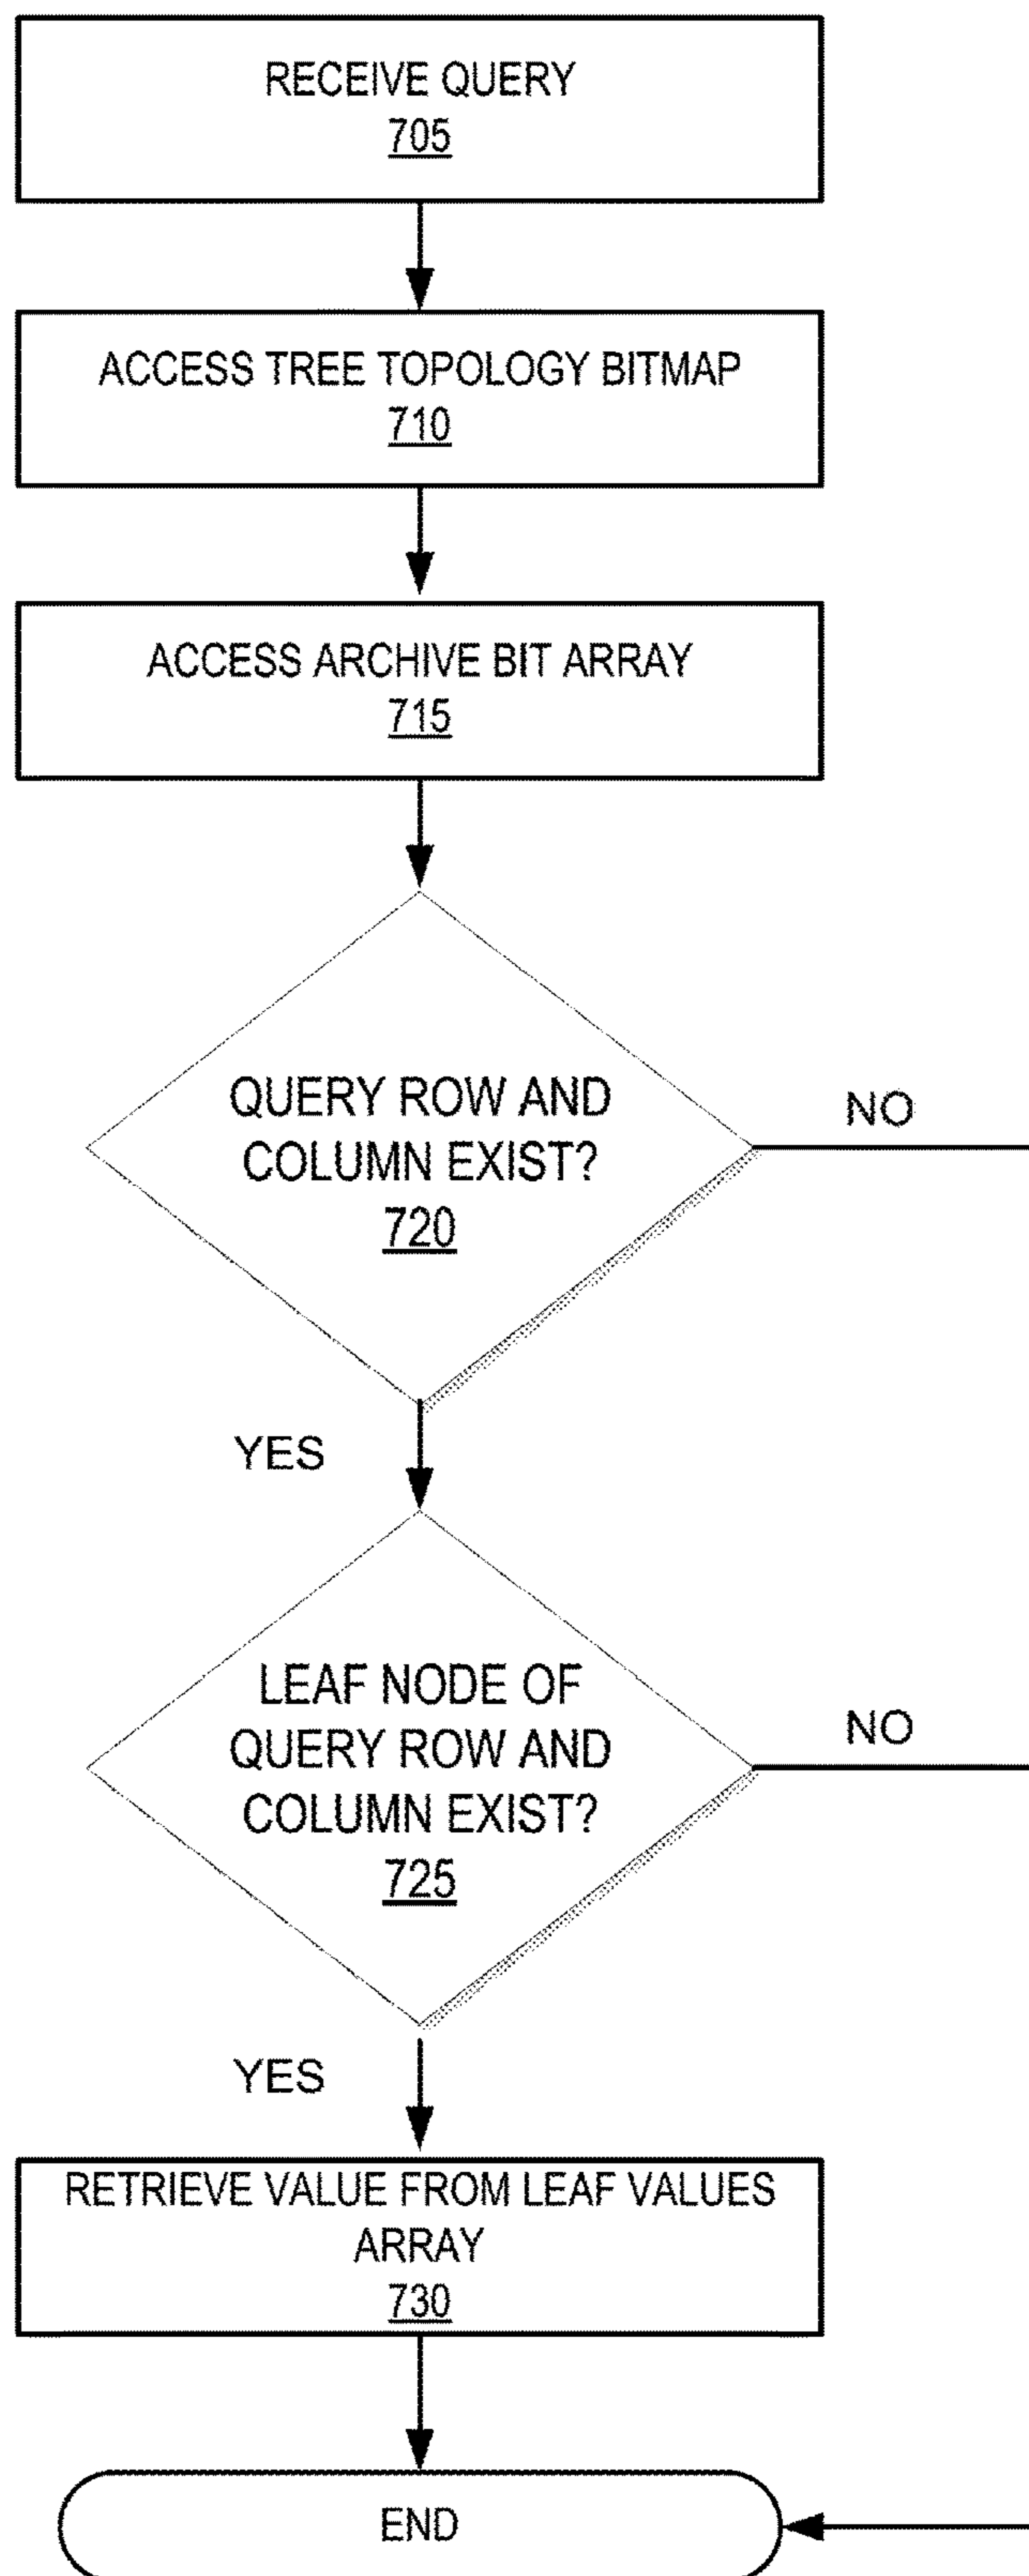 RECEIVE QUERY
705
ACCESS TREE TOPOLOGY BITMAP
710
ACCESS ARCHIVE BIT ARRAY
715
QUERY ROW AND
COLUMN EXIST?
720
NO
YES
LEAF NODE OF
QUERY ROW AND
COLUMN EXIST?
725
NO
YES
RETRIEVE VALUE FROM LEAF VALUES
ARRAY
730
END